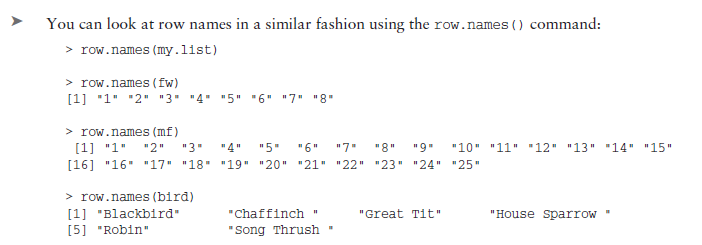 ➤ You can look at row names in a similar fashion using the row.names() command:
> row.names(my.list)
> row.names(fw)
[1] "1" "2" "3" "4" "5" "6" "7" "8"
> row.names(mf)
[1] "1" "2" "3" "4" "5" "6" "7" "8" "9" "10" "11" "12" "13" "14" "15"
[16] "16" "17" "18" "19" "20" "21" "22" "23" "24" "25"
> row.names(bird)
[1] "Blackbird" "Chaffinch " "Great Tit" "House Sparrow "
[5] "Robin" "Song Thrush "